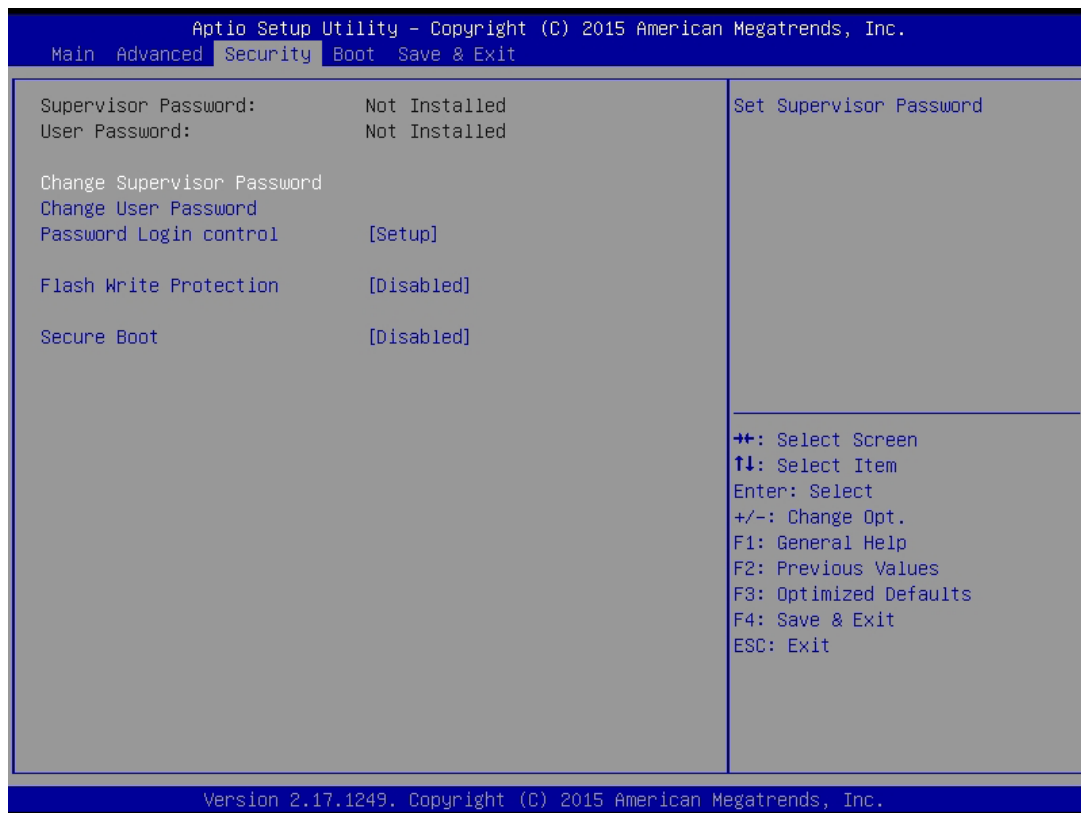 Aptio Setup Utility – Copyright (C) 2015 American Megatrends, Inc.
Main Advanced Security Boot Save & Exit
Supervisor Password: Not Installed
User Password: Not Installed
Change Supervisor Password
Change User Password
Password Login control [Setup]
Flash Write Protection [Disabled]
Secure Boot [Disabled]
Set Supervisor Password
→←: Select Screen
↑↓: Select Item
Enter: Select
+/-: Change Opt.
F1: General Help
F2: Previous Values
F3: Optimized Defaults
F4: Save & Exit
ESC: Exit
Version 2.17.1249. Copyright (C) 2015 American Megatrends, Inc.